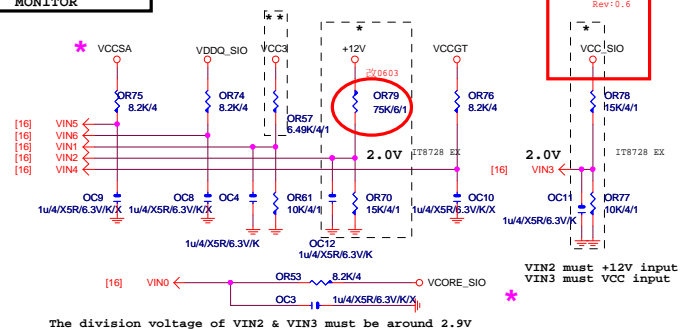 MONITOR
Rev:0.6
* *
*
*
*
VCCSA
VDDQ_SIO
VCC3
+12V
VCCGT
VCC_SIO
改0603
OR75
8.2K/4
OR74
8.2K/4
OR57
6.49K/4/1
OR79
75K/6/1
OR76
8.2K/4
OR78
15K/4/1
[16] VIN5
[16] VIN6
[16] VIN1
[16] VIN2
[16] VIN4
2.0V
IT8728 EX
[16] VIN3
2.0V
IT8728 EX
OC9
1u/4/X5R/6.3V/K/X
OC8
1u/4/X5R/6.3V/K/X
OC4
1u/4/X5R/6.3V/K
OR61
10K/4/1
OC12
1u/4/X5R/6.3V/K
OR70
15K/4/1
OC10
1u/4/X5R/6.3V/K/X
OC11
1u/4/X5R/6.3V/K
OR77
10K/4/1
VIN2 must +12V input
VIN3 must VCC input
*
[16] VIN0
OR53
8.2K/4
VCORE_SIO
OC3
1u/4/X5R/6.3V/K/X
The division voltage of VIN2 & VIN3 must be around 2.9V